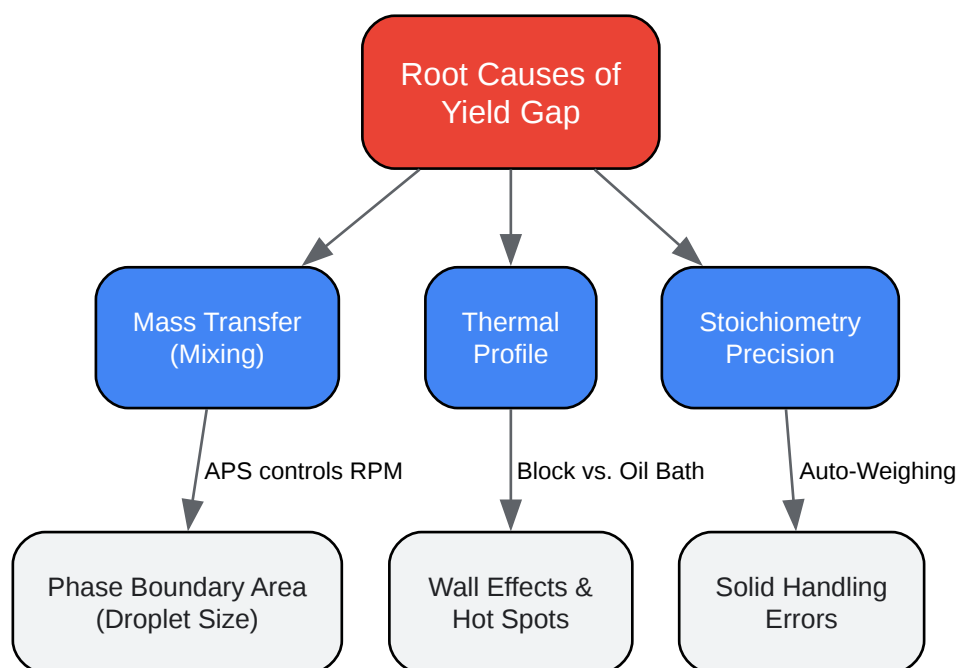 Root Causes of
Yield Gap
Mass Transfer
(Mixing)
Thermal
Profile
Stoichiometry
Precision
APS controls RPM
Block vs. Oil Bath
Auto-Weighing
Phase Boundary Area
(Droplet Size)
Wall Effects &
Hot Spots
Solid Handling
Errors